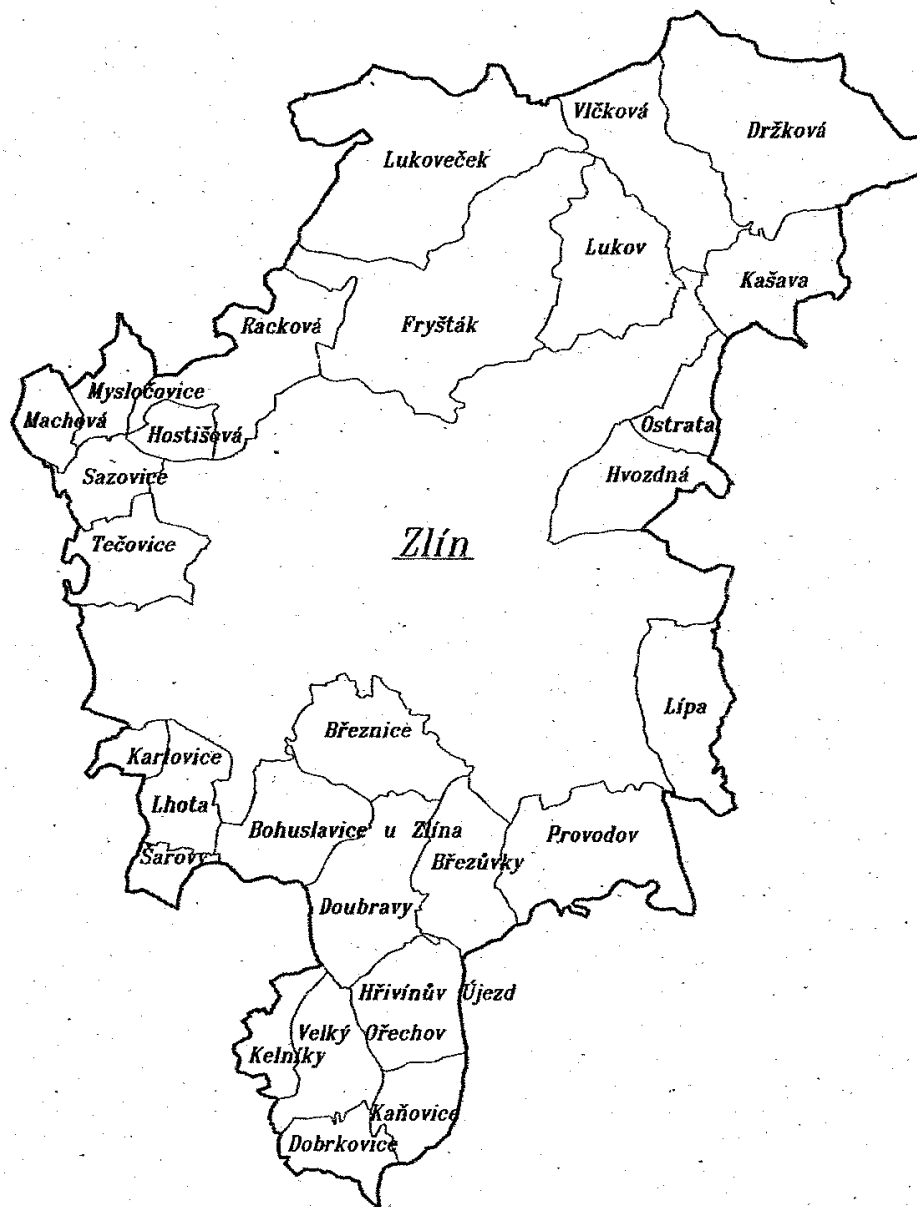 Vlčková
Držková
Lukoveček
Lukov
Kašava
Racková
Fryšták
Mysločovice
Machová
Hostišová
Ostrata
Sazovice
Hvozdná
Tečovice
Zlín
Lípa
Březnice
Karlovice
Lhota
Bohuslavice u Zlína
Provodov
Šarovy
Březůvky
Doubravy
Hřivínův Újezd
Velký Ořechov
Kelníky
Kaňovice
Dobrkovice